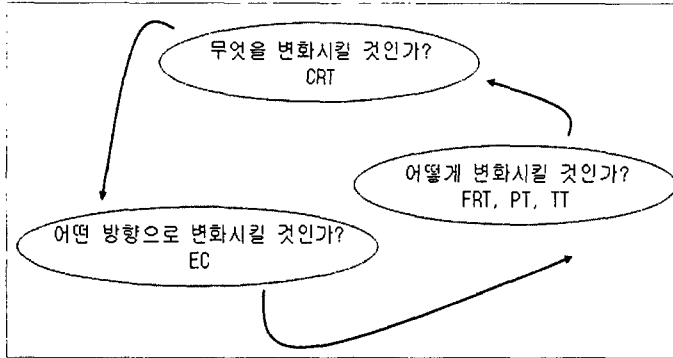 무엇을 변화시킬 것인가?
CRT
어떻게 변화시킬 것인가?
FRT, PT, TT
어떤 방향으로 변화시킬 것인가?
EC